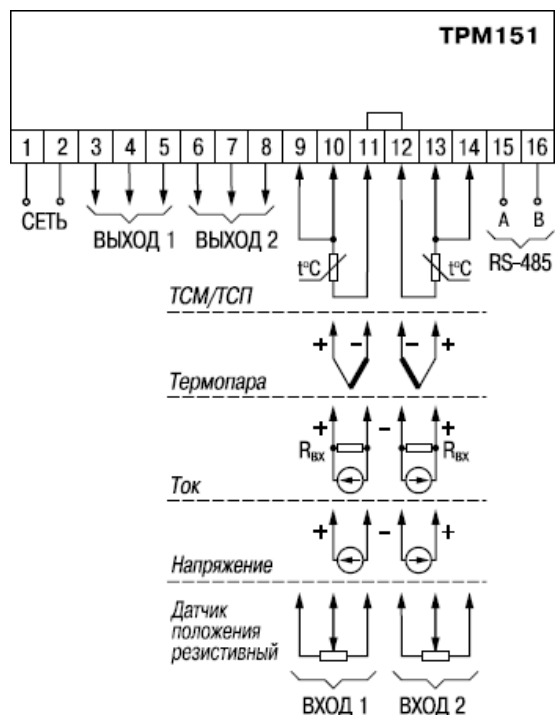 ТРМ151
1 2 3 4 5 6 7 8 9 10 11 12 13 14 15 16
СЕТЬ
ВЫХОД 1
ВЫХОД 2
t°C
t°C
A
B
RS-485
ТСМ/ТСП
+ - - +
Термопара
+ - +
Rвх
Rвх
Ток
+ - +
Напряжение
Датчик
положения
резистивный
ВХОД 1
ВХОД 2